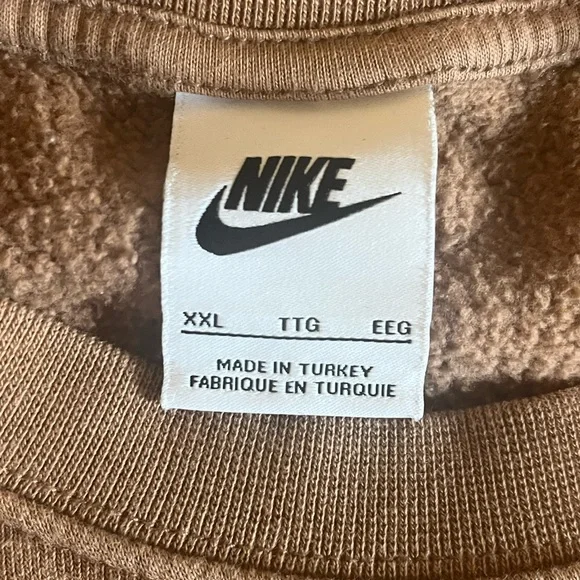 NIKE
XXL TTG EEG
MADE IN TURKEY
FABRIQUE EN TURQUIE